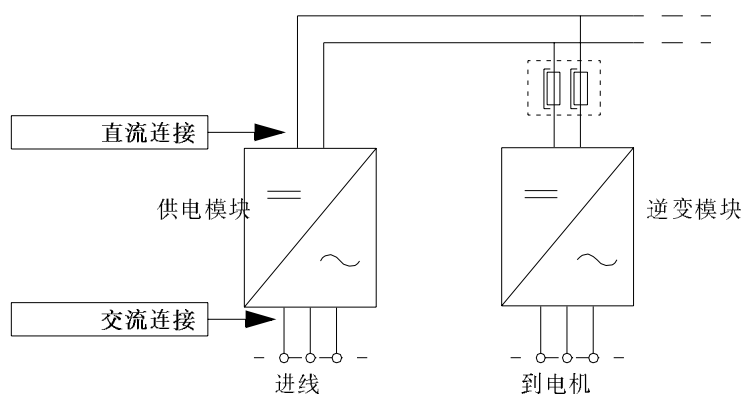 直流连接
供电模块
逆变模块
交流连接
进线
到电机